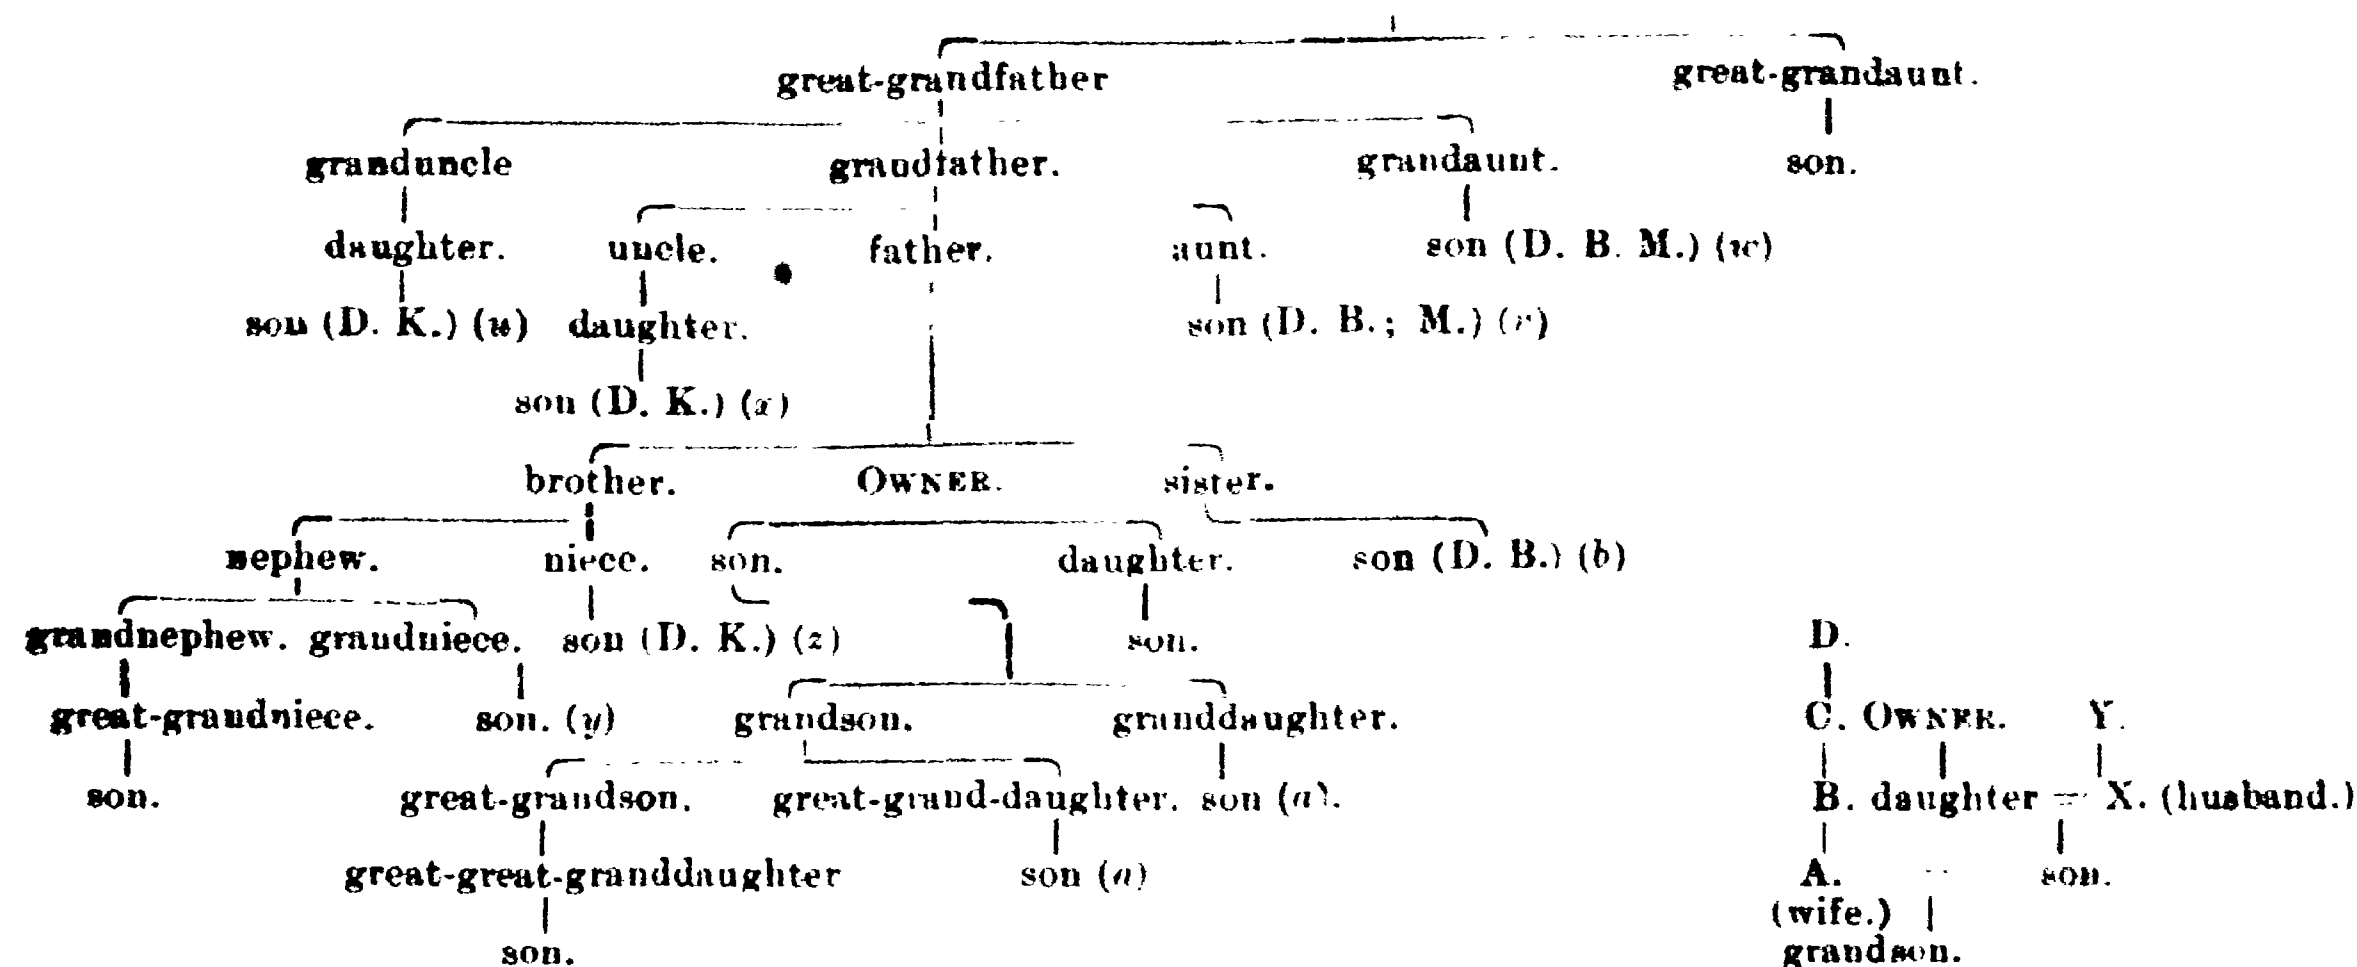 great-grandfather great-grandaunt.
granduncle grandfather. grandaunt. son.
daughter. uncle. father. aunt. son (D. B. M.) (w)
son (D. K.) (u) daughter. son (D. B.; M.) (v)
son (D. K.) (x)
brother. OWNER. sister.
nephew. niece. son. daughter. son (D. B.) (b)
grandnephew. grandniece. son (D. K.) (z) son. D.
great-grandniece. son. (y) grandson. granddaughter. C. OWNER. Y.
son. great-grandson. great-grand-daughter. son (a). B. daughter = X. (husband.)
great-great-granddaughter son (a) A. son.
(wife.)
son. grandson.